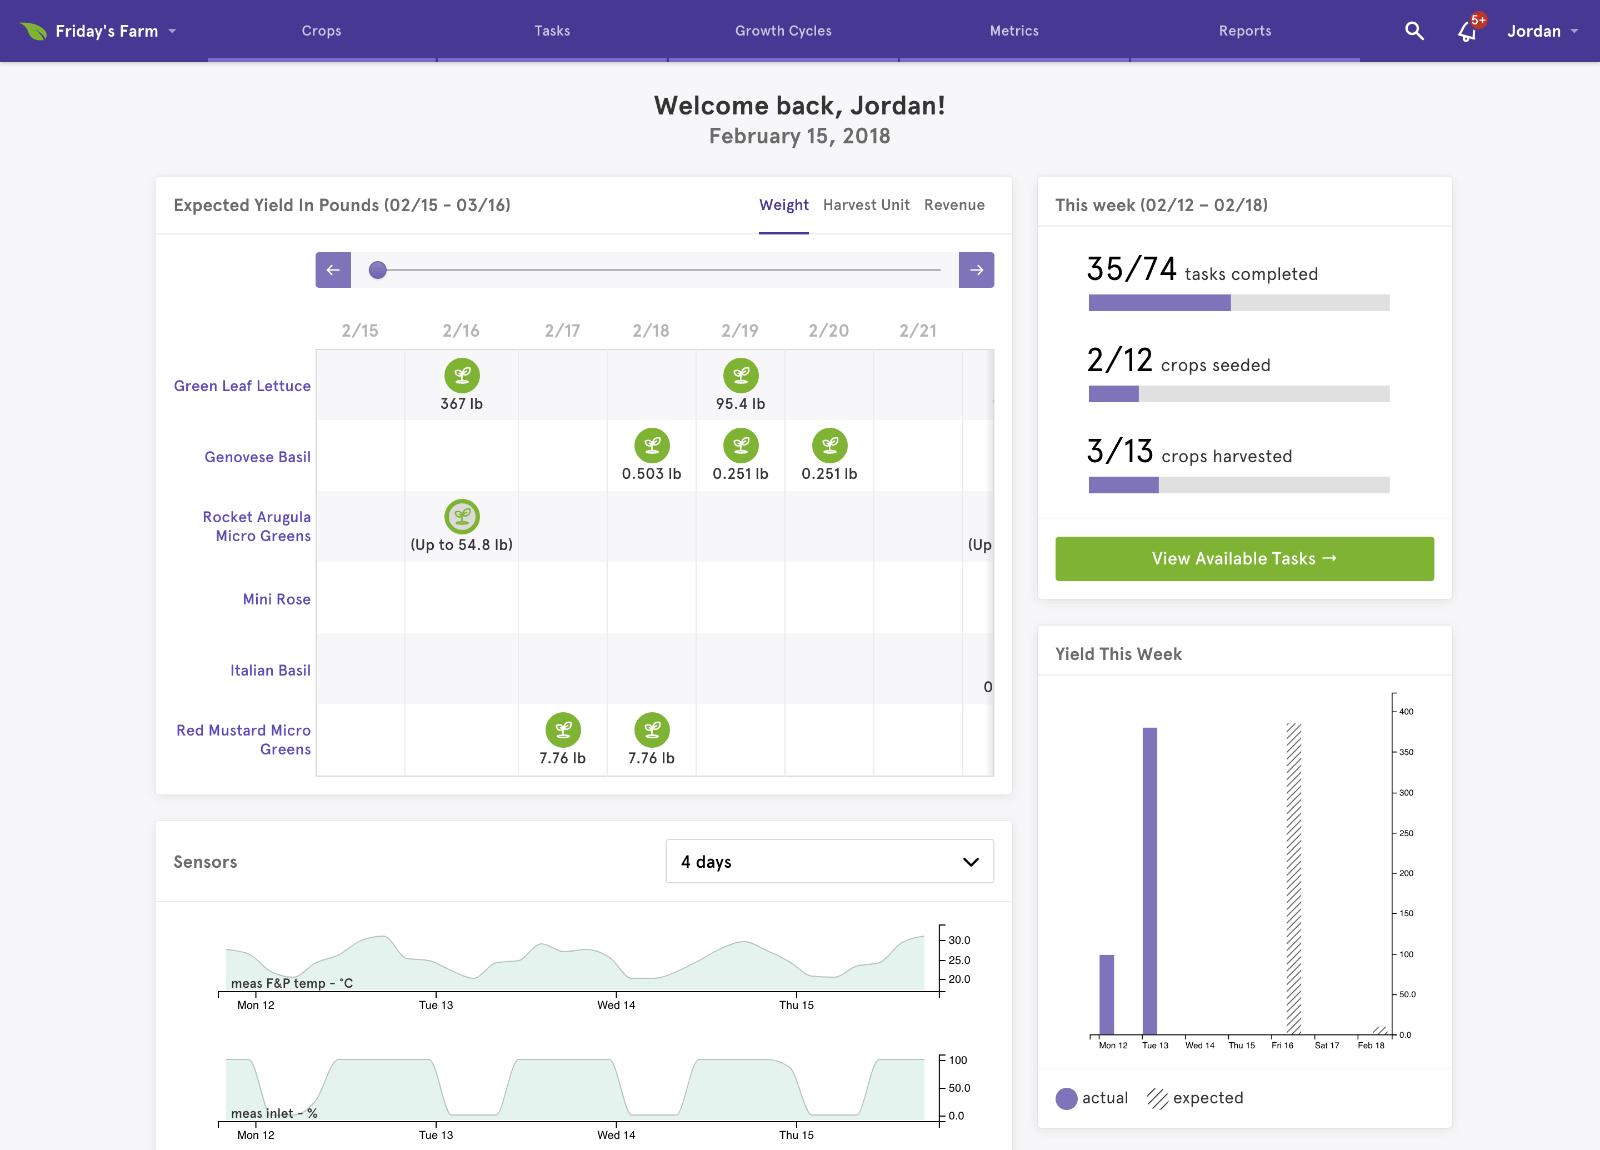 Friday's Farm
Crops
Tasks
Growth Cycles
Metrics
Reports
5+
Jordan
Welcome back, Jordan!
February 15, 2018
Expected Yield In Pounds (02/15 - 03/16)
Weight Harvest Unit Revenue
← →
2/15 2/16 2/17 2/18 2/19 2/20 2/21
Green Leaf Lettuce
367 lb 95.4 lb
Genovese Basil
0.503 lb 0.251 lb 0.251 lb
Rocket Arugula
Micro Greens
(Up to 54.8 lb) (Up
Mini Rose
Italian Basil
0
Red Mustard Micro
Greens
7.76 lb 7.76 lb
This week (02/12 – 02/18)
35/74 tasks completed
2/12 crops seeded
3/13 crops harvested
View Available Tasks →
Sensors
4 days
30.0
25.0
20.0
meas F&P temp - °C
Mon 12 Tue 13 Wed 14 Thu 15
100
50.0
0.0
meas inlet - %
Mon 12 Tue 13 Wed 14 Thu 15
Yield This Week
400
350
300
250
200
150
100
50.0
0.0
Mon 12 Tue 13 Wed 14 Thu 15 Fri 16 Sat 17 Feb 18
actual expected